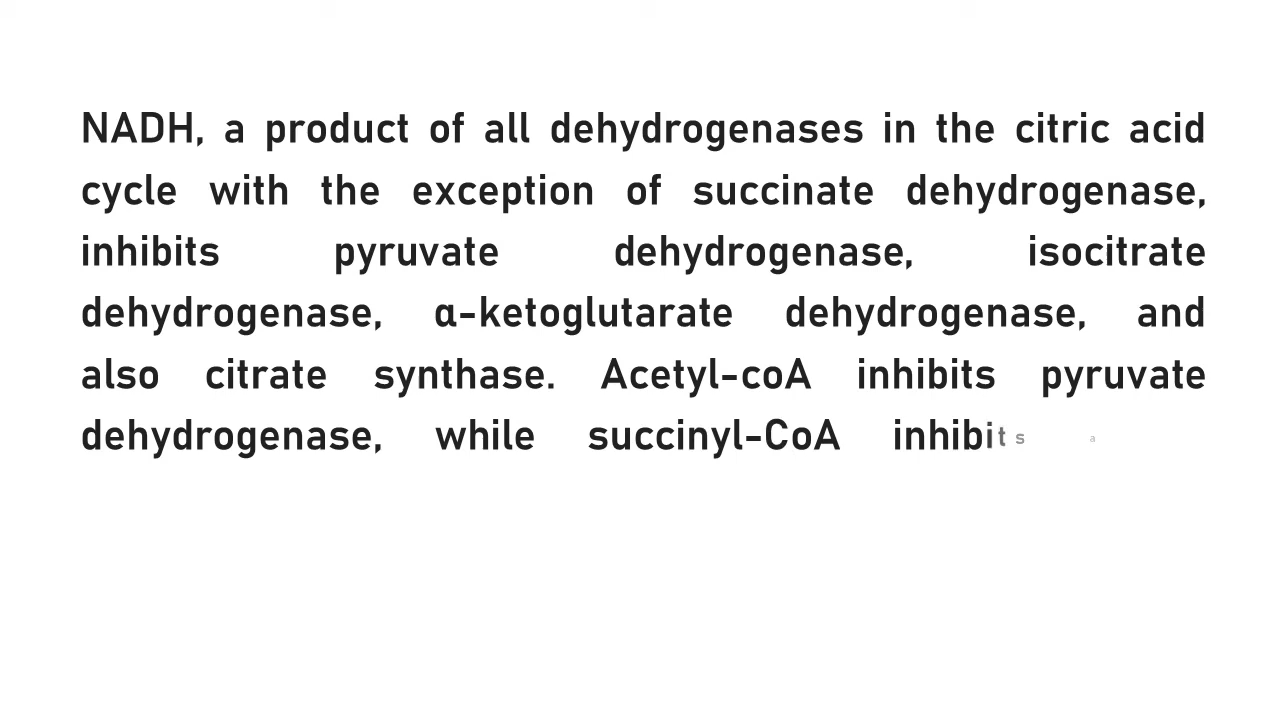 NADH, a product of all dehydrogenases in the citric acid
cycle with the exception of succinate dehydrogenase,
inhibits pyruvate dehydrogenase, isocitrate
dehydrogenase, α-ketoglutarate dehydrogenase, and
also citrate synthase. Acetyl-coA inhibits pyruvate
dehydrogenase, while succinyl-CoA inhibits a